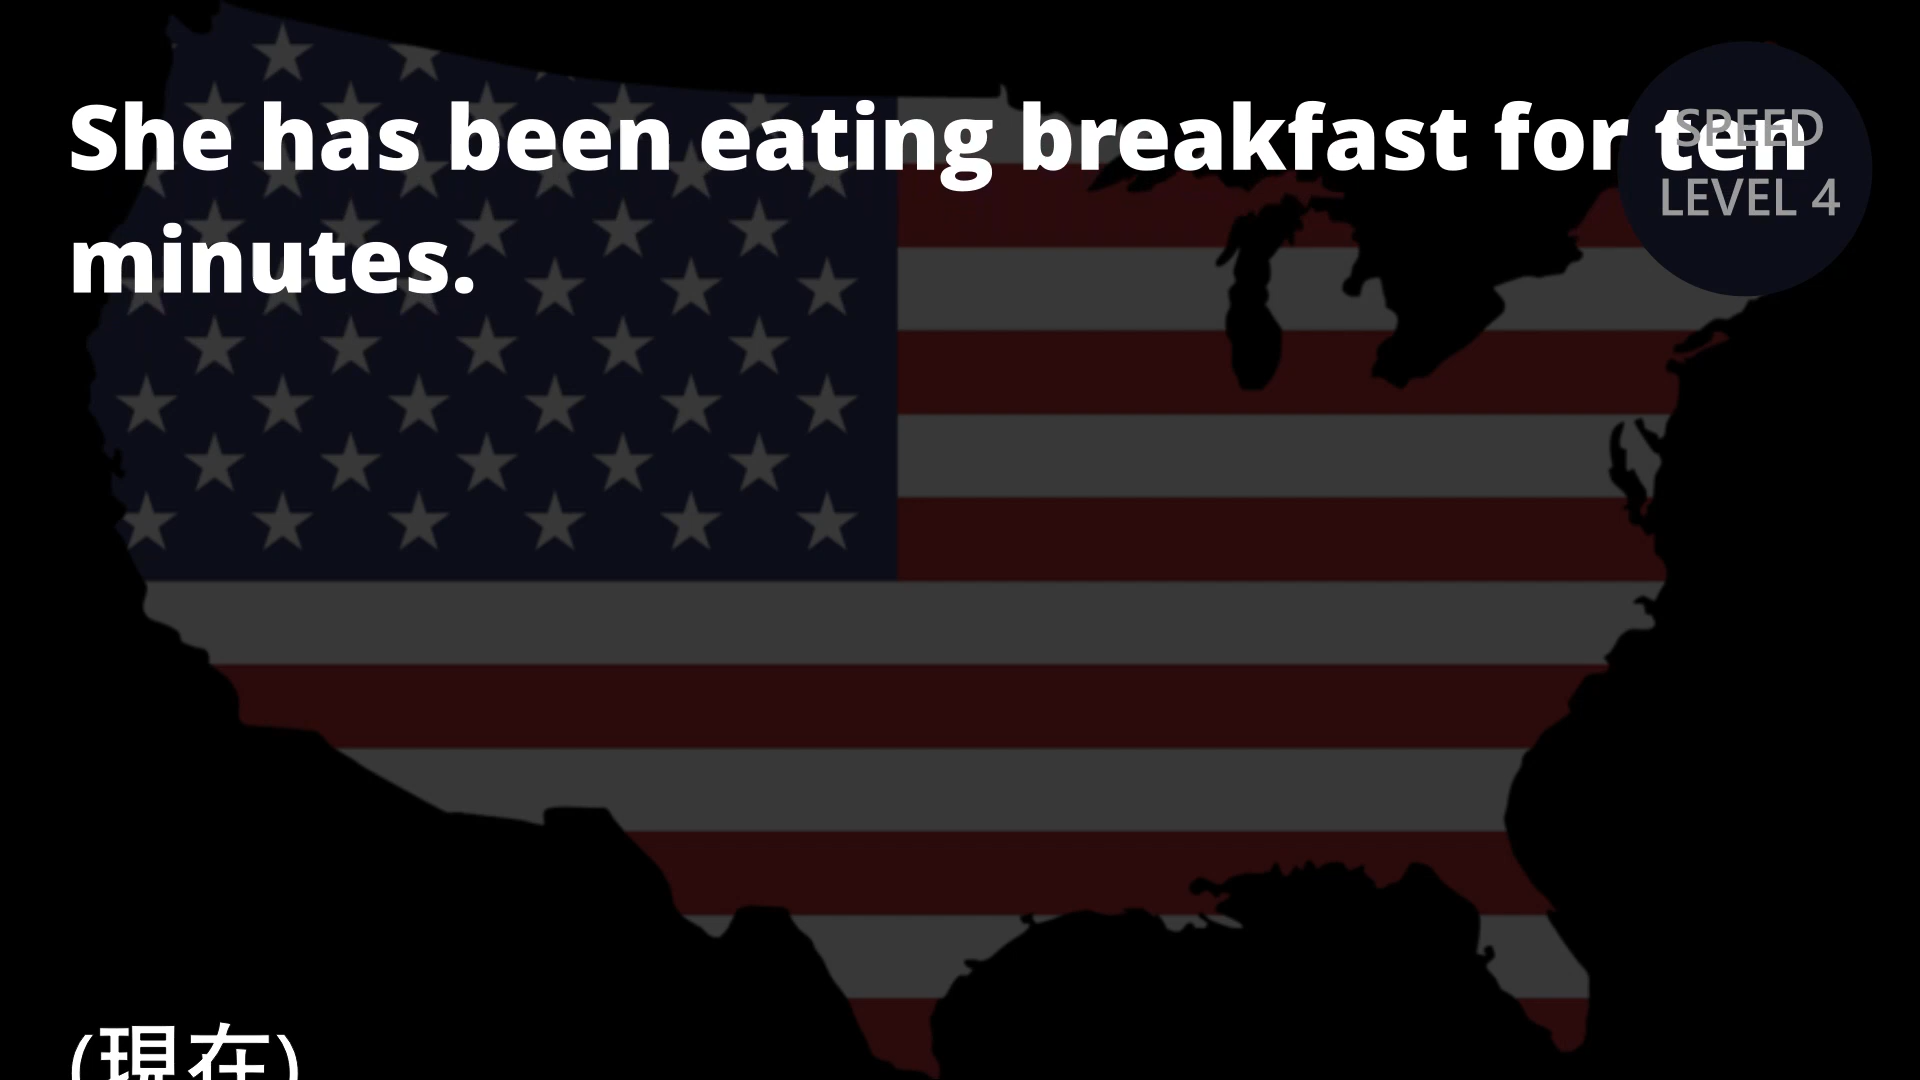 She has been eating breakfast for ten
minutes.
SPEED
LEVEL 4
(現在)